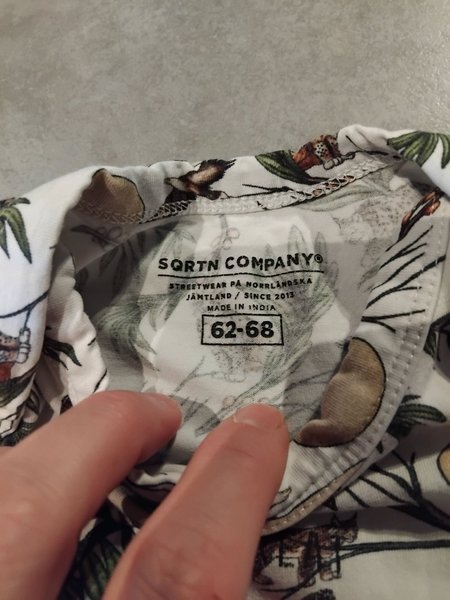 SQRTN COMPANY®
STREETWEAR PÅ NORRLÄNDSKA
JÄMTLAND / SINCE 2013
MADE IN INDIA
62-68